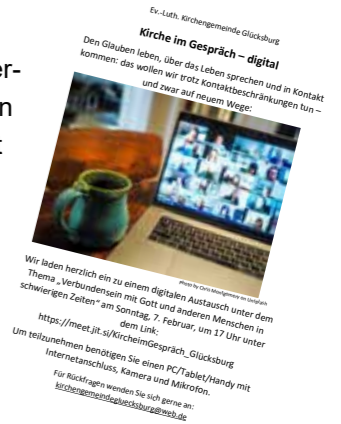 er-
n
t
Ev.-Luth. Kirchengemeinde Glücksburg
Kirche im Gespräch – digital
Den Glauben leben, über das Leben sprechen und in Kontakt
kommen: das wollen wir trotz Kontaktbeschränkungen tun –
und zwar auf neuem Wege:
Photo by Chris Montgomery on Unsplash
Wir laden herzlich ein zu einem digitalen Austausch unter dem
Thema „Verbundensein mit Gott und anderen Menschen in
schwierigen Zeiten“ am Sonntag, 7. Februar, um 17 Uhr unter
dem Link:
https://meet.jit.si/KircheimGespräch_Glücksburg
Um teilzunehmen benötigen Sie einen PC/Tablet/Handy mit
Internetanschluss, Kamera und Mikrofon.
Für Rückfragen wenden Sie sich gerne an:
kirchengemeindegluecksburg@web.de